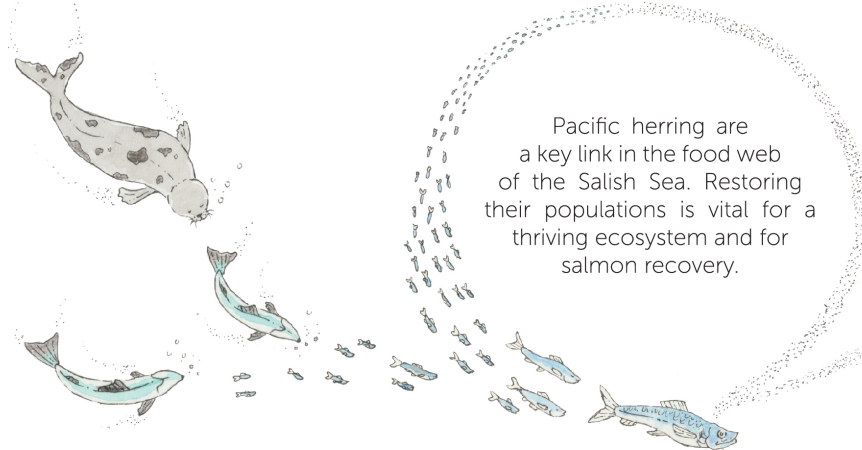 Pacific herring are
a key link in the food web
of the Salish Sea. Restoring
their populations is vital for a
thriving ecosystem and for
salmon recovery.